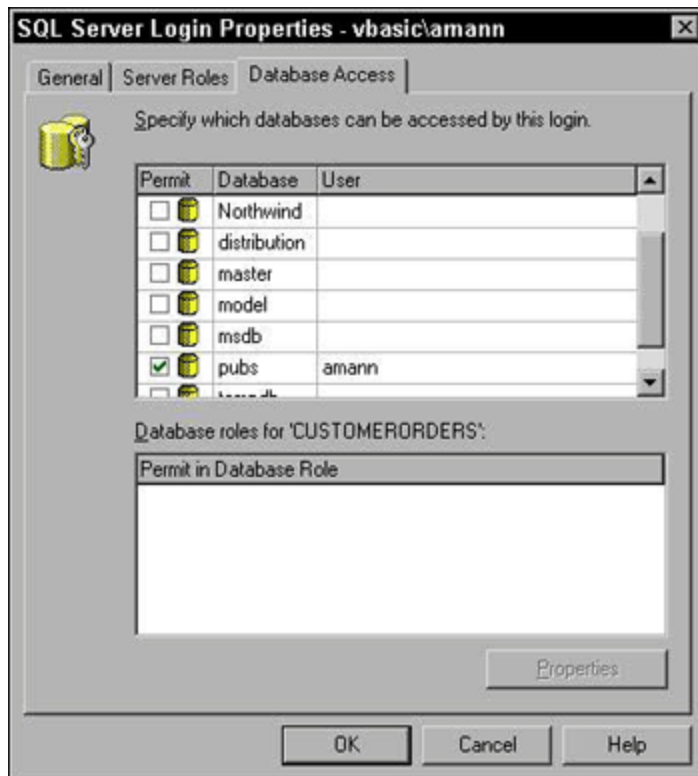 SQL Server Login Properties - vbasic\amann
General Server Roles Database Access
Specify which databases can be accessed by this login.
Permit Database User
Northwind
distribution
master
model
msdb
pubs amann
Database roles for 'CUSTOMERORDERS':
Permit in Database Role
Properties
OK Cancel Help